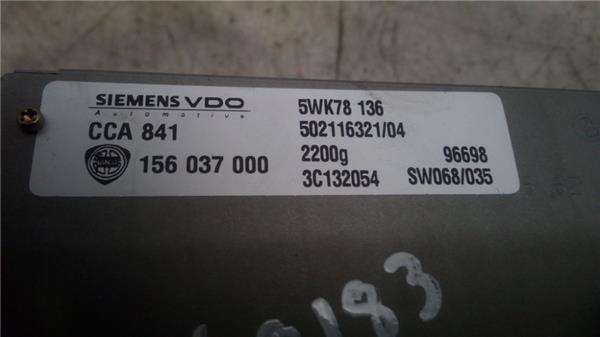 SIEMENS VDO
Automotive
CCA 841
156 037 000
5WK78 136
502116321/04
2200g 96698
3C132054 SW068/035